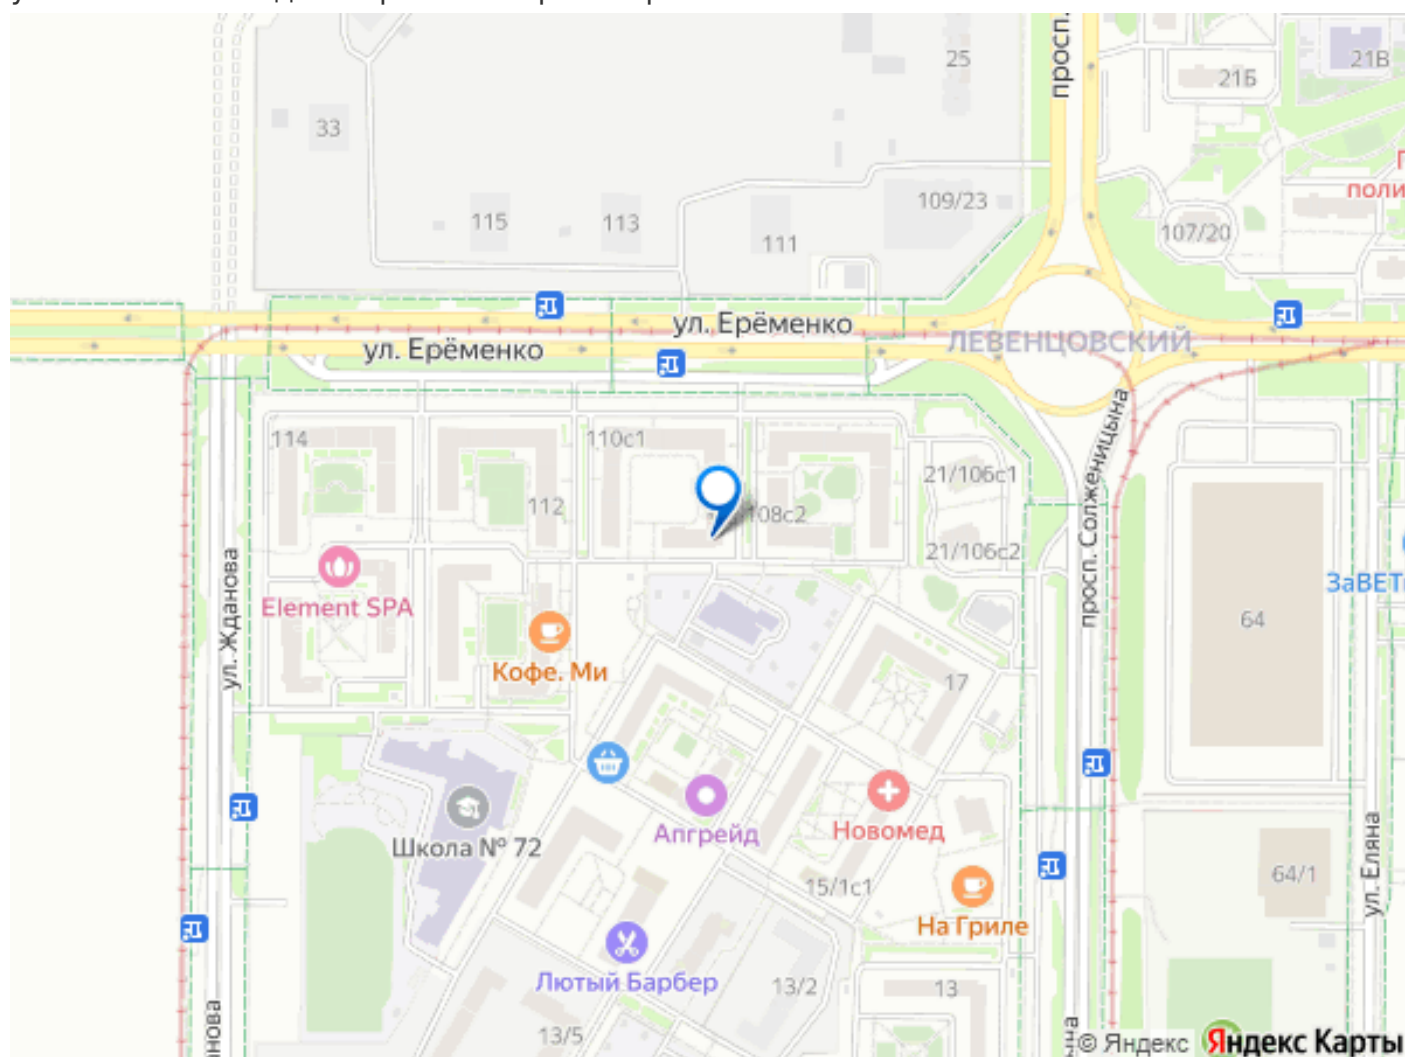 просп.
25
21В
21Б
33
поли
109/23
115
113
111
107/20
ул. Ерёменко
ЛЕВЕНЦОВСКИЙ
ул. Ерёменко
114
110с1
просп. Солженицына
21/106с1
112
108с2
21/106с2
ул. Жданова
ЗаВЕТ
Element SPA
64
Кофе. Ми
17
Школа № 72
Апгрейд
Новомед
ул. Еляна
15/1с1
64/1
На Гриле
Лютый Барбер
13/2
13
13/5
нова
© Яндекс
Яндекс Карты